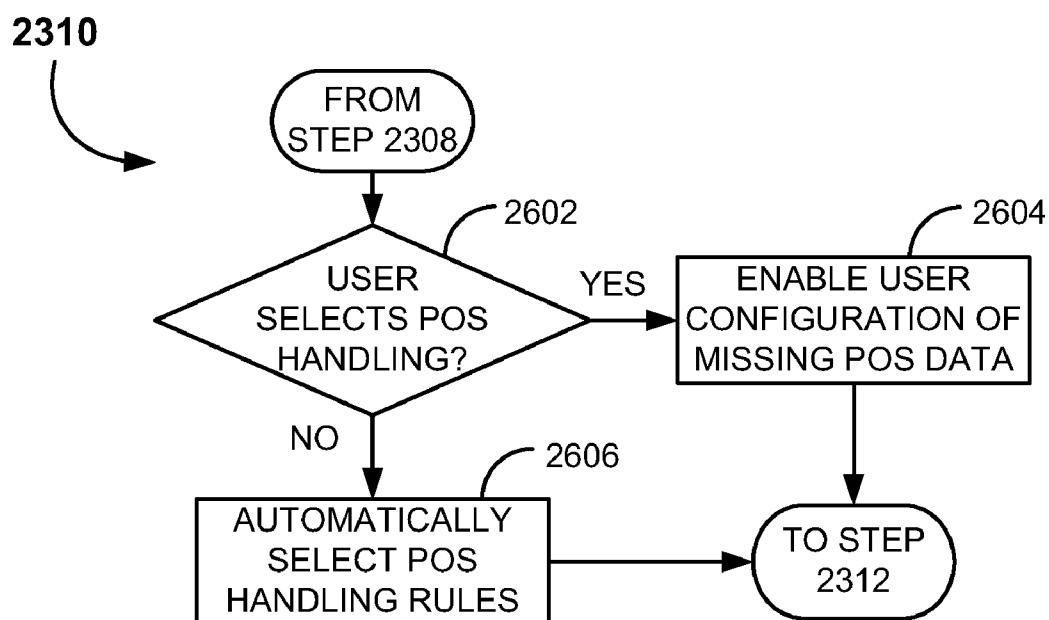 2310
FROM
STEP 2308
2602
USER
SELECTS POS
HANDLING?
YES
2604
ENABLE USER
CONFIGURATION OF
MISSING POS DATA
NO
2606
AUTOMATICALLY
SELECT POS
HANDLING RULES
TO STEP
2312